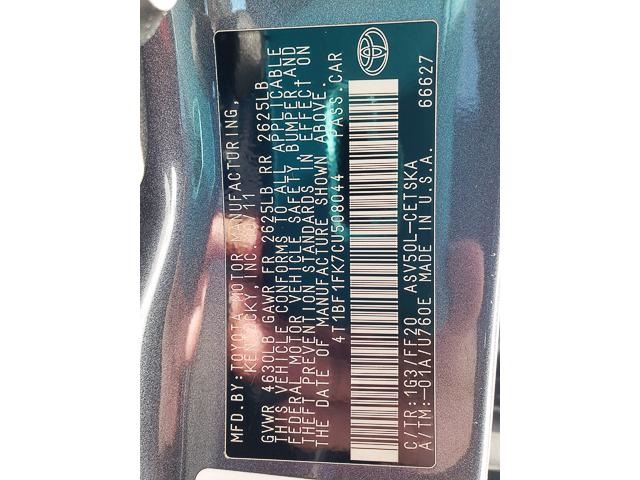 MFD.BY:TOYOTA MOTOR MANUFACTURING,
KENTUCKY, INC. 11
GVWR 4630LB GAWR FR 2625LB RR 2625LB
THIS VEHICLE CONFORMS TO ALL APPLICABLE
FEDERAL MOTOR VEHICLE SAFETY, BUMPER,AND
THEFT PREVENTION STANDARDS IN EFFECT ON
THE DATE OF MANUFACTURE SHOWN ABOVE.
4T1BF1FK7CU508044 PASS.CAR
C/TR:1G3/FF20 ASV50L-CETSKA
A/TM:-01A/U760E MADE IN U.S.A. 66627